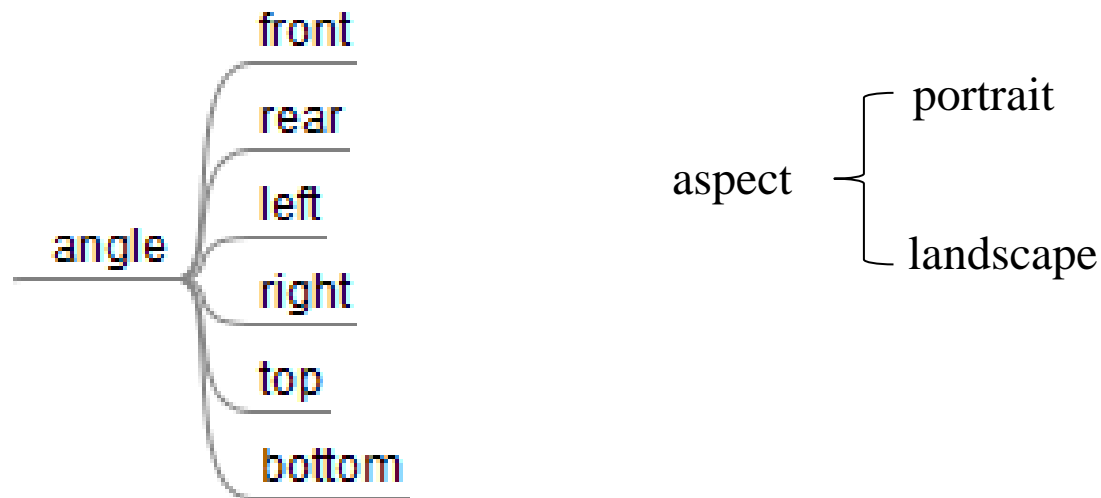 front
rear
left
angle
right
top
bottom
portrait
aspect
landscape